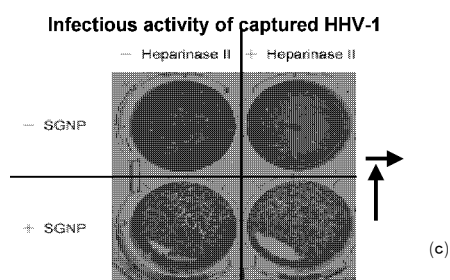 Infectious activity of captured HHV-1
− Heparinase II + Heparinase II
− SGNP
+ SGNP
(c)